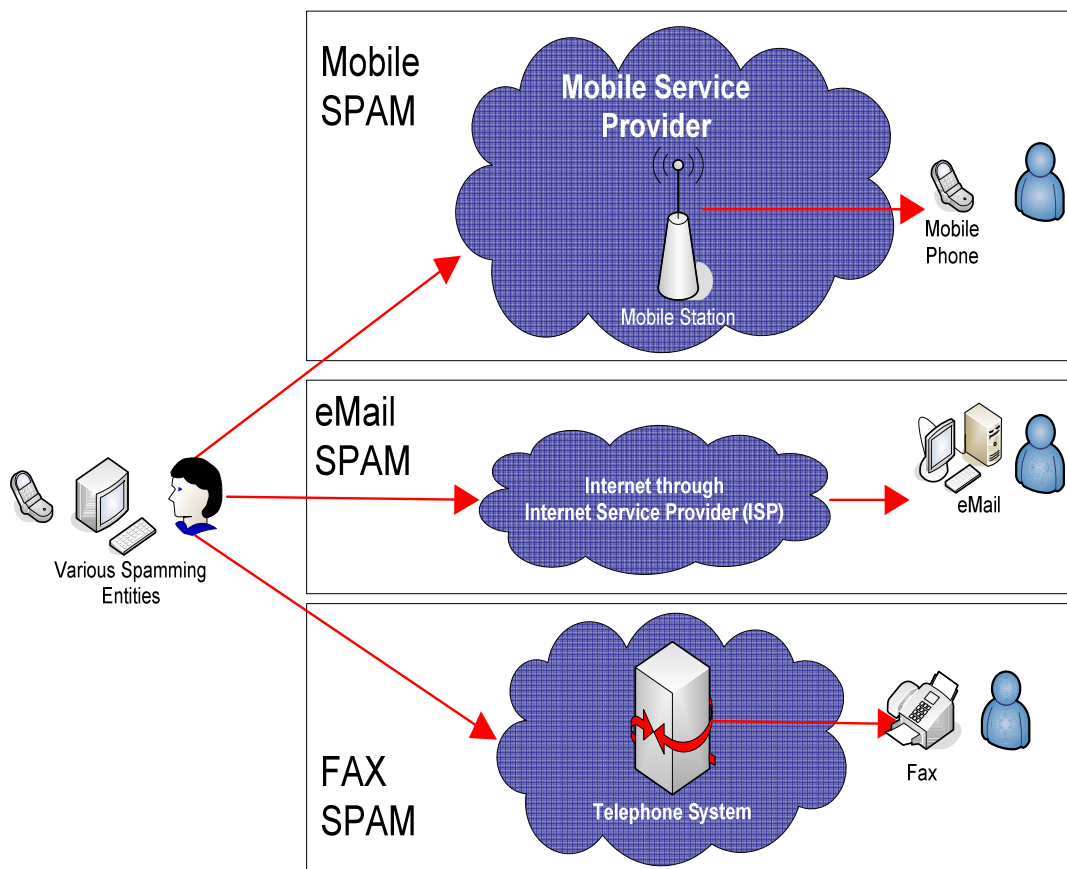 Mobile
SPAM
Mobile Service
Provider
Mobile Station
Mobile
Phone
eMail
SPAM
Internet through
Internet Service Provider (ISP)
eMail
Various Spamming
Entities
FAX
SPAM
Telephone System
Fax